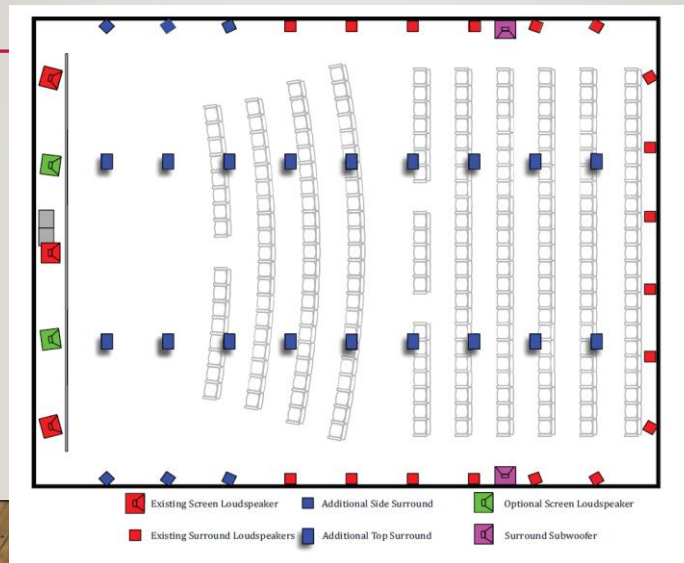 Existing Screen Loudspeaker
Additional Side Surround
Optional Screen Loudspeaker
Existing Surround Loudspeakers
Additional Top Surround
Surround Subwoofer